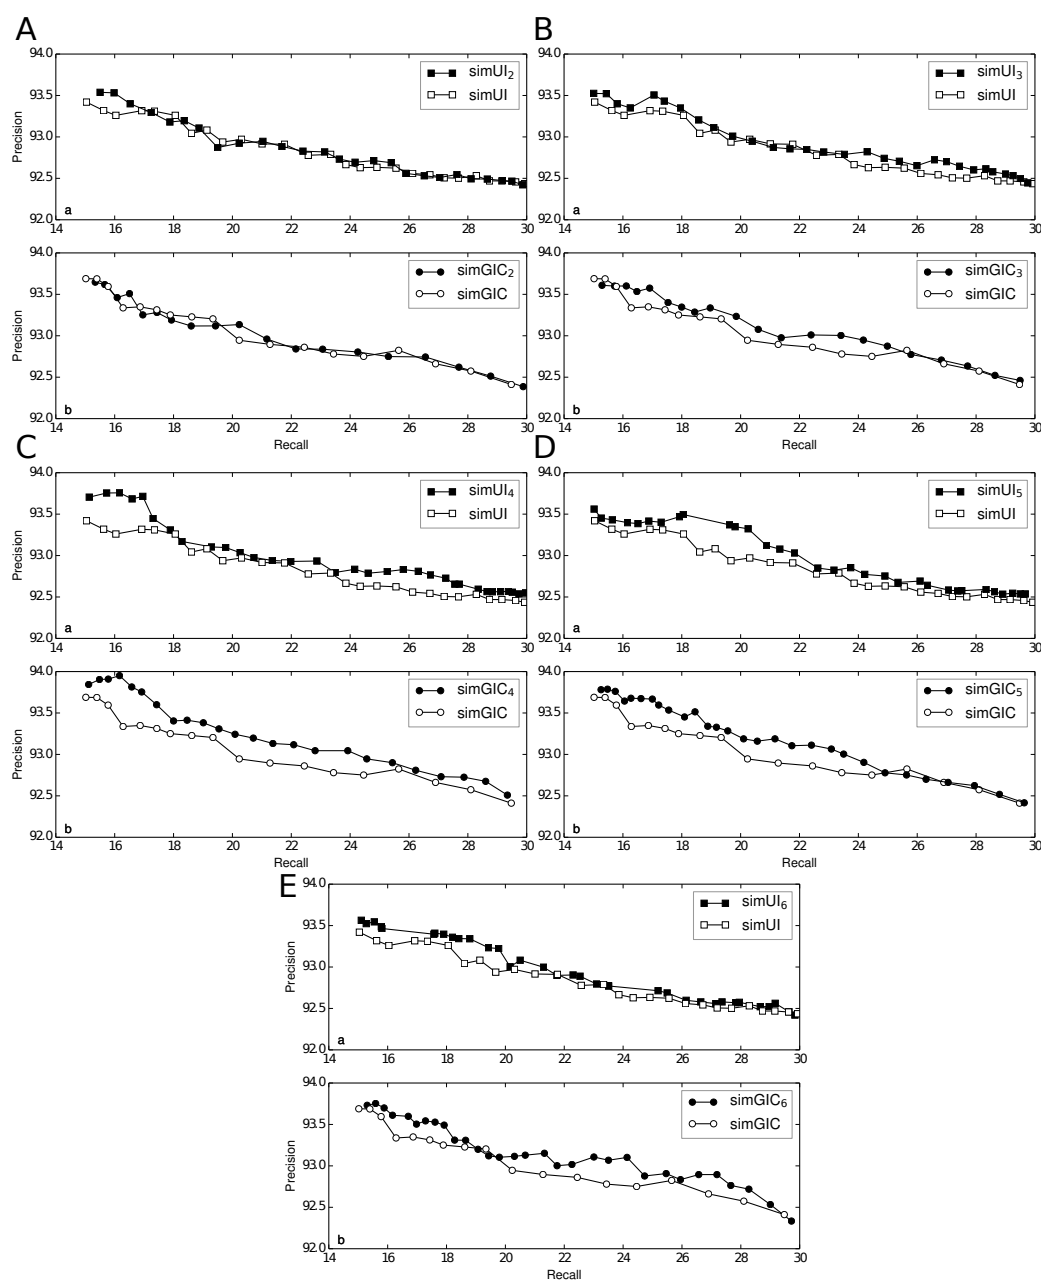 A
B
94.0
93.5
93.0
92.5
92.0
Precision
simUI2
simUI
a
14 16 18 20 22 24 26 28 30
94.0
93.5
93.0
92.5
92.0
simUI3
simUI
a
14 16 18 20 22 24 26 28 30
94.0
93.5
93.0
92.5
92.0
Precision
simGIC2
simGIC
b
14 16 18 20 22 24 26 28 30
Recall
94.0
93.5
93.0
92.5
92.0
simGIC3
simGIC
b
14 16 18 20 22 24 26 28 30
Recall
C
D
94.0
93.5
93.0
92.5
92.0
Precision
simUI4
simUI
a
14 16 18 20 22 24 26 28 30
94.0
93.5
93.0
92.5
92.0
simUI5
simUI
a
14 16 18 20 22 24 26 28 30
94.0
93.5
93.0
92.5
92.0
Precision
simGIC4
simGIC
b
14 16 18 20 22 24 26 28 30
Recall
94.0
93.5
93.0
92.5
92.0
simGIC5
simGIC
b
14 16 18 20 22 24 26 28 30
Recall
E
94.0
93.5
93.0
92.5
92.0
Precision
simUI6
simUI
a
14 16 18 20 22 24 26 28 30
94.0
93.5
93.0
92.5
92.0
Precision
simGIC6
simGIC
b
14 16 18 20 22 24 26 28 30
Recall